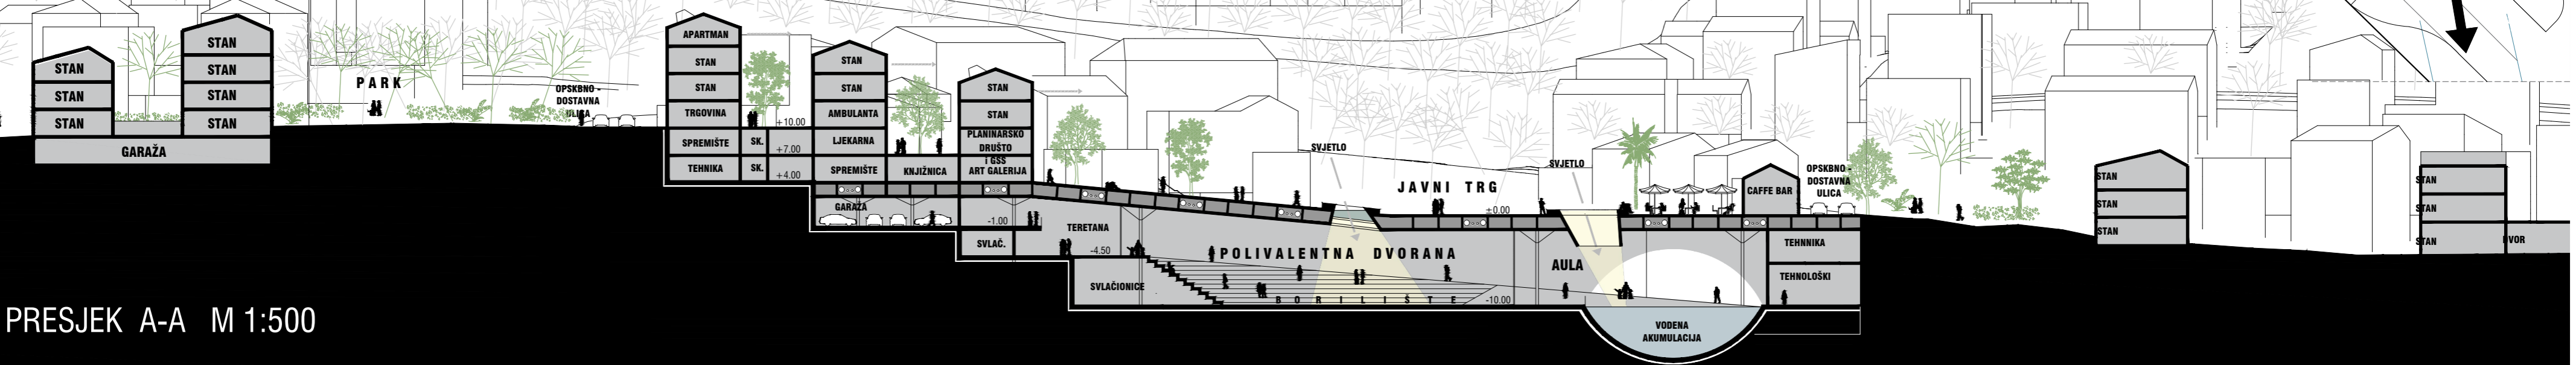 STAN
STAN
STAN
STAN
STAN
STAN
STAN
GARAŽA
PARK
OPSKBNO -
DOSTAVNA
ULICA
APARTMAN
STAN
STAN
TRGOVINA
SPREMIŠTE
SK.
TEHNIKA
SK.
+10.00
+7.00
+4.00
STAN
STAN
AMBULANTA
LJEKARNA
SPREMIŠTE
KNJIŽNICA
STAN
STAN
PLANINARSKO
DRUŠTO
i GSS
ART GALERIJA
GARAŽA
-1.00
SVLAČ.
TERETANA
-4.50
SVLAČIONICE
POLIVALENTNA DVORANA
BORILIŠTE
-10.00
SVJETLO
JAVNI TRG
±0.00
SVJETLO
AULA
CAFFE BAR
OPSKBNO -
DOSTAVNA
ULICA
TEHNNIKA
TEHNOLOŠKI
VODENA
AKUMULACIJA
STAN
STAN
STAN
STAN
STAN
STAN
DVOR
PRESJEK A-A M 1:500